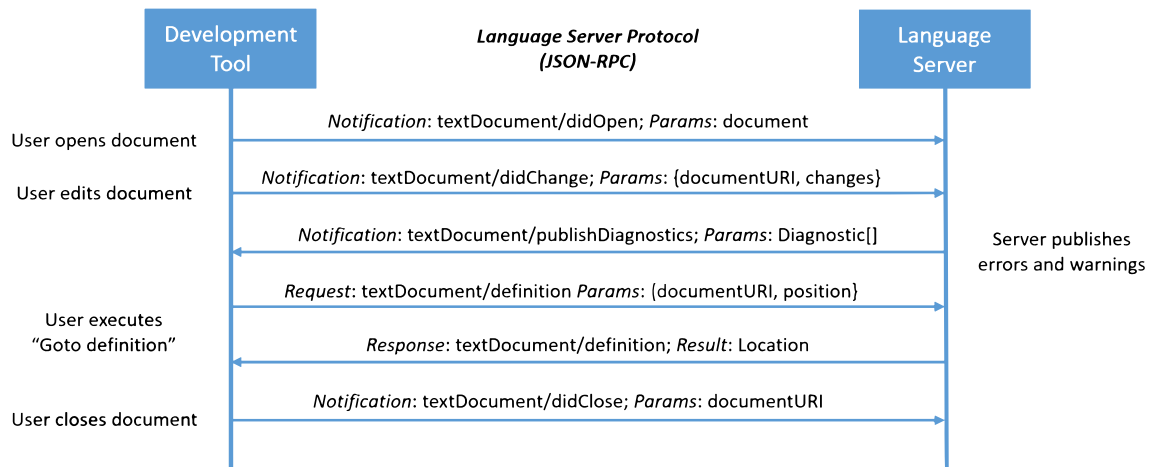 Development
Tool
Language Server Protocol
(JSON-RPC)
Language
Server
User opens document
Notification: textDocument/didOpen; Params: document
User edits document
Notification: textDocument/didChange; Params: {documentURI, changes}
Notification: textDocument/publishDiagnostics; Params: Diagnostic[]
Server publishes
errors and warnings
Request: textDocument/definition Params: {documentURI, position}
User executes
“Goto definition”
Response: textDocument/definition; Result: Location
User closes document
Notification: textDocument/didClose; Params: documentURI